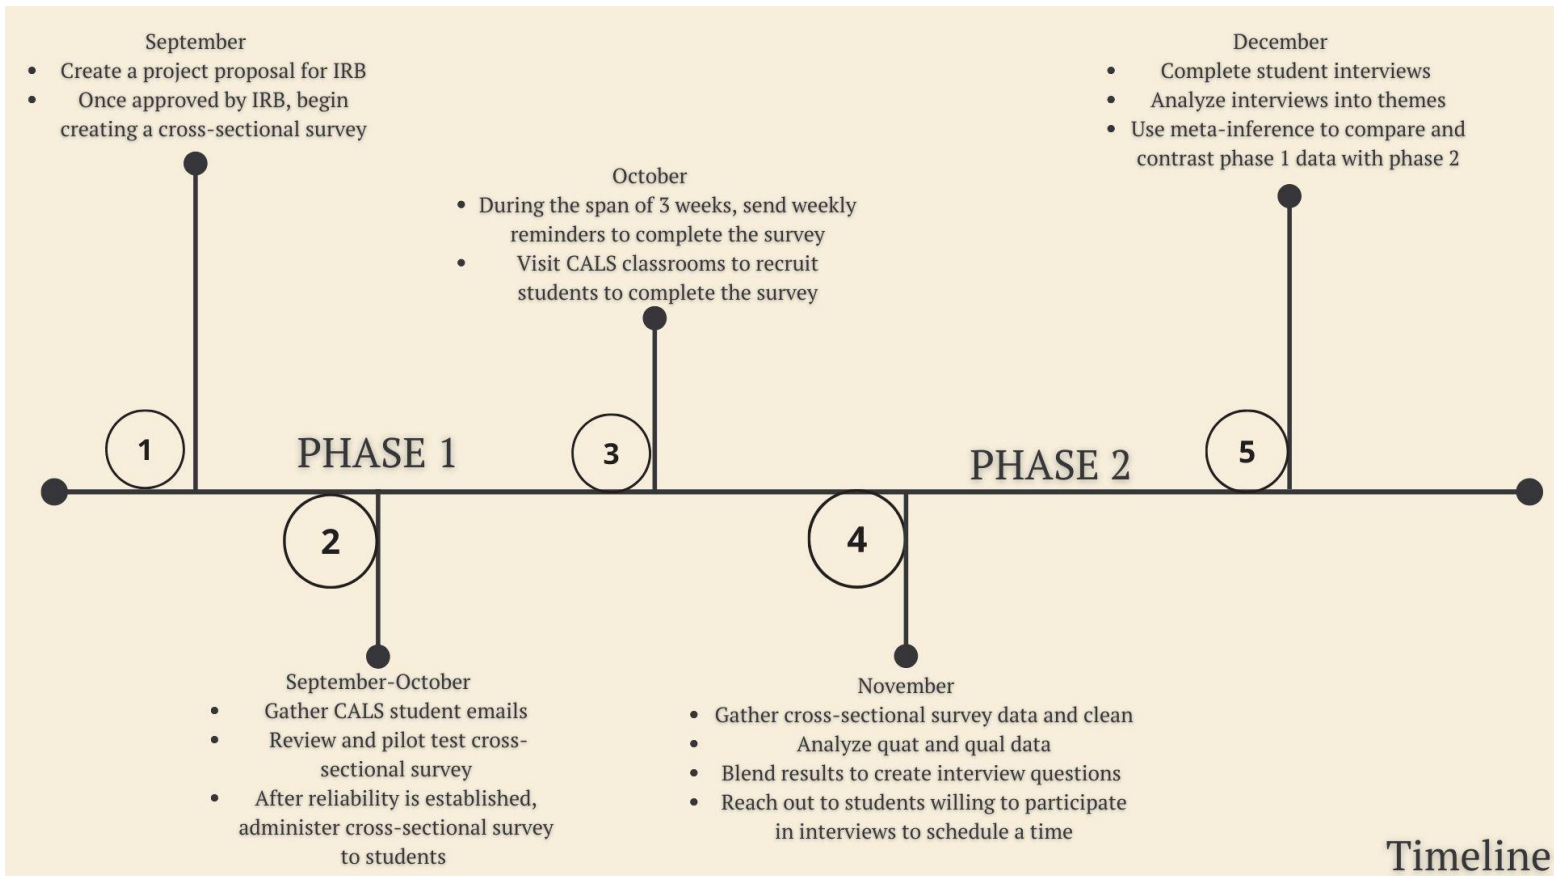 September
• Create a project proposal for IRB
• Once approved by IRB, begin
creating a cross-sectional survey
1
PHASE 1
September-October
• Gather CALS student emails
• Review and pilot test cross-
sectional survey
• After reliability is established,
administer cross-sectional survey
to students
2
October
• During the span of 3 weeks, send weekly
reminders to complete the survey
• Visit CALS classrooms to recruit
students to complete the survey
3
November
• Gather cross-sectional survey data and clean
• Analyze quat and qual data
• Blend results to create interview questions
• Reach out to students willing to participate
in interviews to schedule a time
4
PHASE 2
December
• Complete student interviews
• Analyze interviews into themes
• Use meta-inference to compare and
contrast phase 1 data with phase 2
5
Timeline